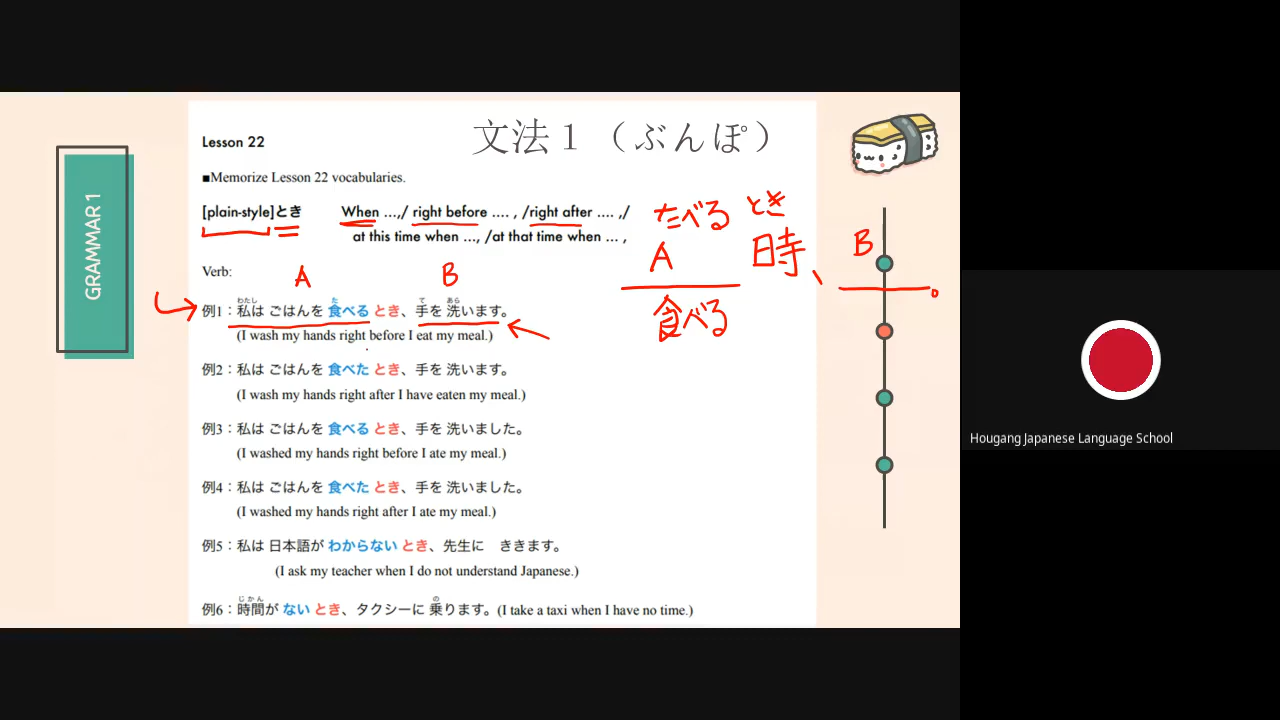 GRAMMAR 1
Lesson 22
文法１（ぶんぽ）
■Memorize Lesson 22 vocabularies.
[plain-style]とき When ...,/ right before .... , /right after .... ,/
at this time when ..., /at that time when ... ,
たべる とき
A 時、 B 。
食べる
Verb:
A B
わたし た て あら
例1：私は ごはんを 食べる とき、手を 洗います。
(I wash my hands right before I eat my meal.)
例2：私は ごはんを 食べた とき、手を 洗います。
(I wash my hands right after I have eaten my meal.)
例3：私は ごはんを 食べる とき、手を 洗いました。
(I washed my hands right before I ate my meal.)
例4：私は ごはんを 食べた とき、手を 洗いました。
(I washed my hands right after I ate my meal.)
例5：私は 日本語が わからない とき、先生に ききます。
(I ask my teacher when I do not understand Japanese.)
じかん の
例6：時間が ない とき、タクシーに 乗ります。(I take a taxi when I have no time.)
Hougang Japanese Language School